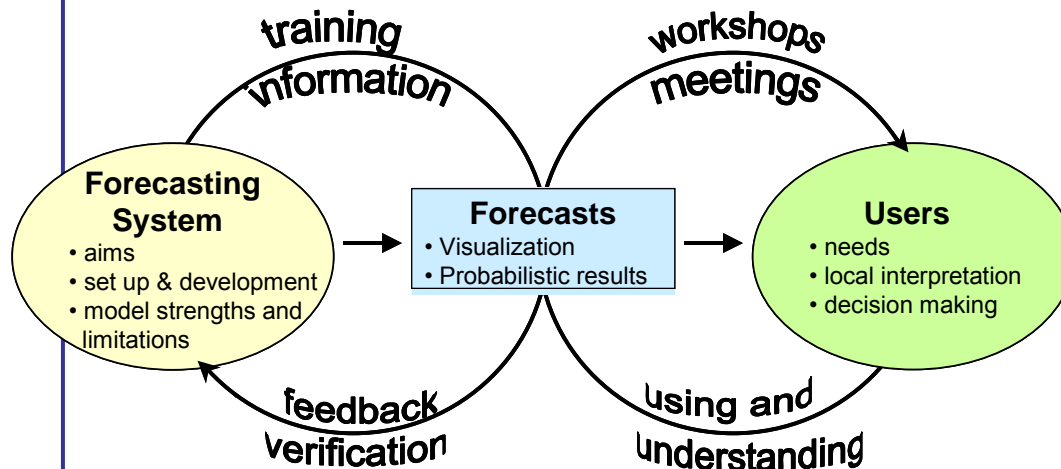 training
information
workshops
meetings
Forecasting
System
• aims
• set up & development
• model strengths and
limitations
Forecasts
• Visualization
• Probabilistic results
Users
• needs
• local interpretation
• decision making
feedback
verification
using and
understanding